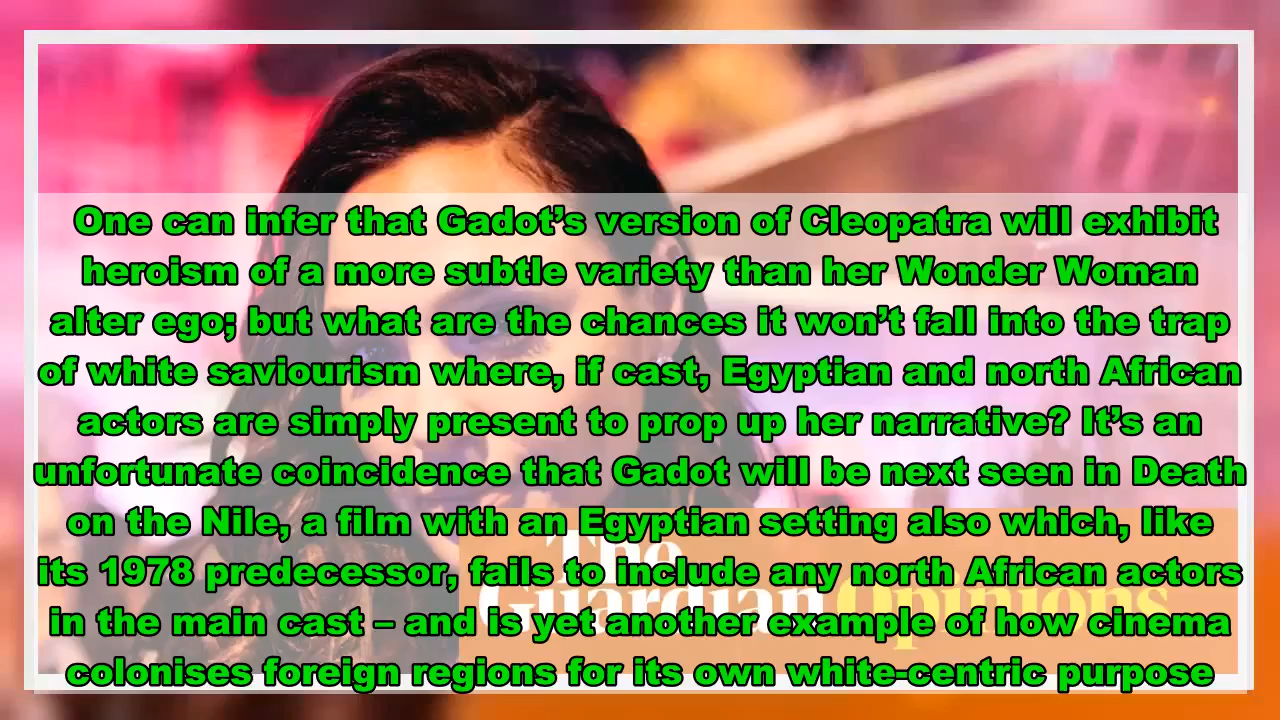 One can infer that Gadot’s version of Cleopatra will exhibit
heroism of a more subtle variety than her Wonder Woman
alter ego; but what are the chances it won’t fall into the trap
of white saviourism where, if cast, Egyptian and north African
actors are simply present to prop up her narrative? It’s an
unfortunate coincidence that Gadot will be next seen in Death
on the Nile, a film with an Egyptian setting also which, like
its 1978 predecessor, fails to include any north African actors
in the main cast – and is yet another example of how cinema
colonises foreign regions for its own white-centric purpose
The
Guardian Opinions